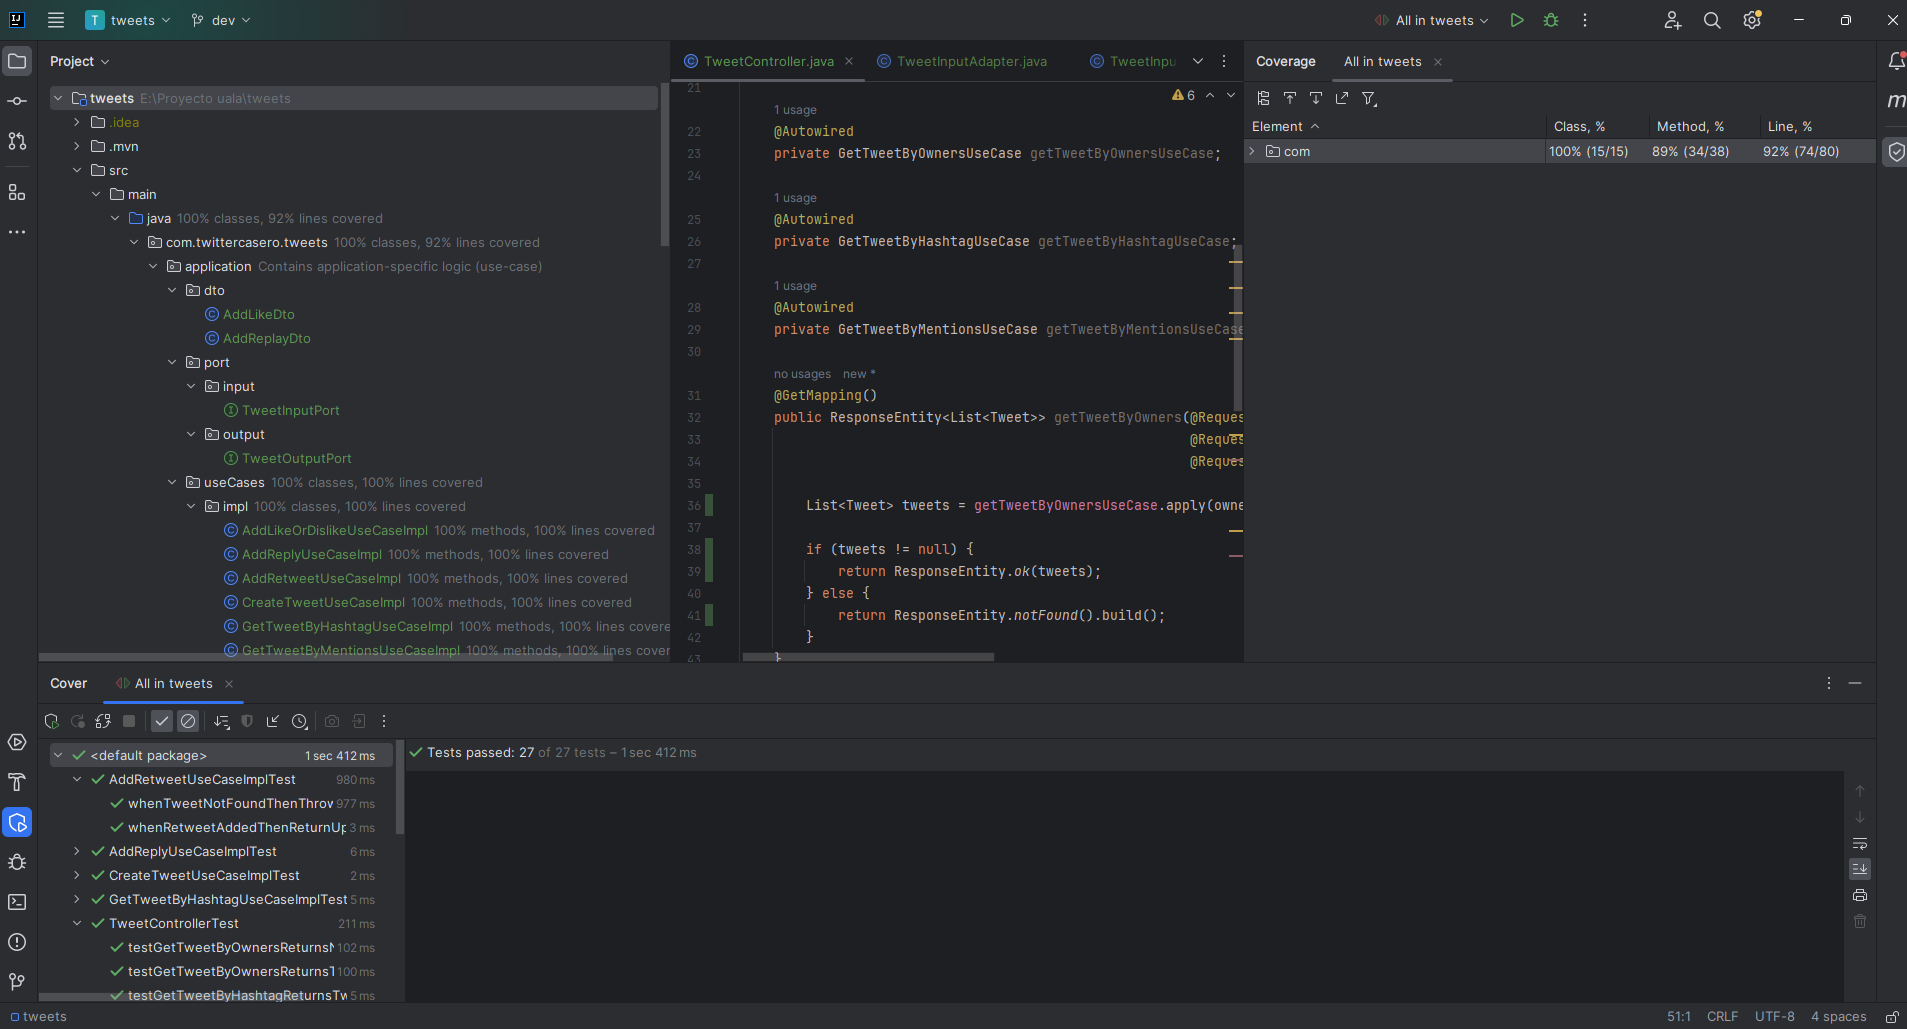 T tweets dev All in tweets
Project
tweets E:\Proyecto uala\tweets
.idea
.mvn
src
main
java 100% classes, 92% lines covered
com.twittercasero.tweets 100% classes, 92% lines covered
application Contains application-specific logic (use-case)
dto
AddLikeDto
AddReplayDto
port
input
TweetInputPort
output
TweetOutputPort
useCases 100% classes, 100% lines covered
impl 100% classes, 100% lines covered
AddLikeOrDislikeUseCaseImpl 100% methods, 100% lines covered
AddReplyUseCaseImpl 100% methods, 100% lines covered
AddRetweetUseCaseImpl 100% methods, 100% lines covered
CreateTweetUseCaseImpl 100% methods, 100% lines covered
GetTweetByHashtagUseCaseImpl 100% methods, 100% lines covere
GetTweetByMentionsUseCaseImpl 100% methods, 100% lines cover
TweetController.java TweetInputAdapter.java TweetInpu
6
21
1 usage
22 @Autowired
23 private GetTweetByOwnersUseCase getTweetByOwnersUseCase;
24
1 usage
25 @Autowired
26 private GetTweetByHashtagUseCase getTweetByHashtagUseCase;
27
1 usage
28 @Autowired
29 private GetTweetByMentionsUseCase getTweetByMentionsUseCase
30
no usages new *
31 @GetMapping()
32 public ResponseEntity<List<Tweet>> getTweetByOwners(@Reques
33 @Reques
34 @Reques
35
36 List<Tweet> tweets = getTweetByOwnersUseCase.apply(owne
37
38 if (tweets != null) {
39 return ResponseEntity.ok(tweets);
40 } else {
41 return ResponseEntity.notFound().build();
42 }
43 }
Coverage All in tweets
Element Class, % Method, % Line, %
com 100% (15/15) 89% (34/38) 92% (74/80)
m
Cover All in tweets
<default package> 1 sec 412 ms
AddRetweetUseCaseImplTest 980 ms
whenTweetNotFoundThenThrow 977 ms
whenRetweetAddedThenReturnUp 3 ms
AddReplyUseCaseImplTest 6 ms
CreateTweetUseCaseImplTest 2 ms
GetTweetByHashtagUseCaseImplTest 5 ms
TweetControllerTest 211 ms
testGetTweetByOwnersReturnsN 102 ms
testGetTweetByOwnersReturnsT 100 ms
testGetTweetByHashtagReturnsTw 5 ms
Tests passed: 27 of 27 tests – 1 sec 412 ms
tweets
51:1 CRLF UTF-8 4 spaces